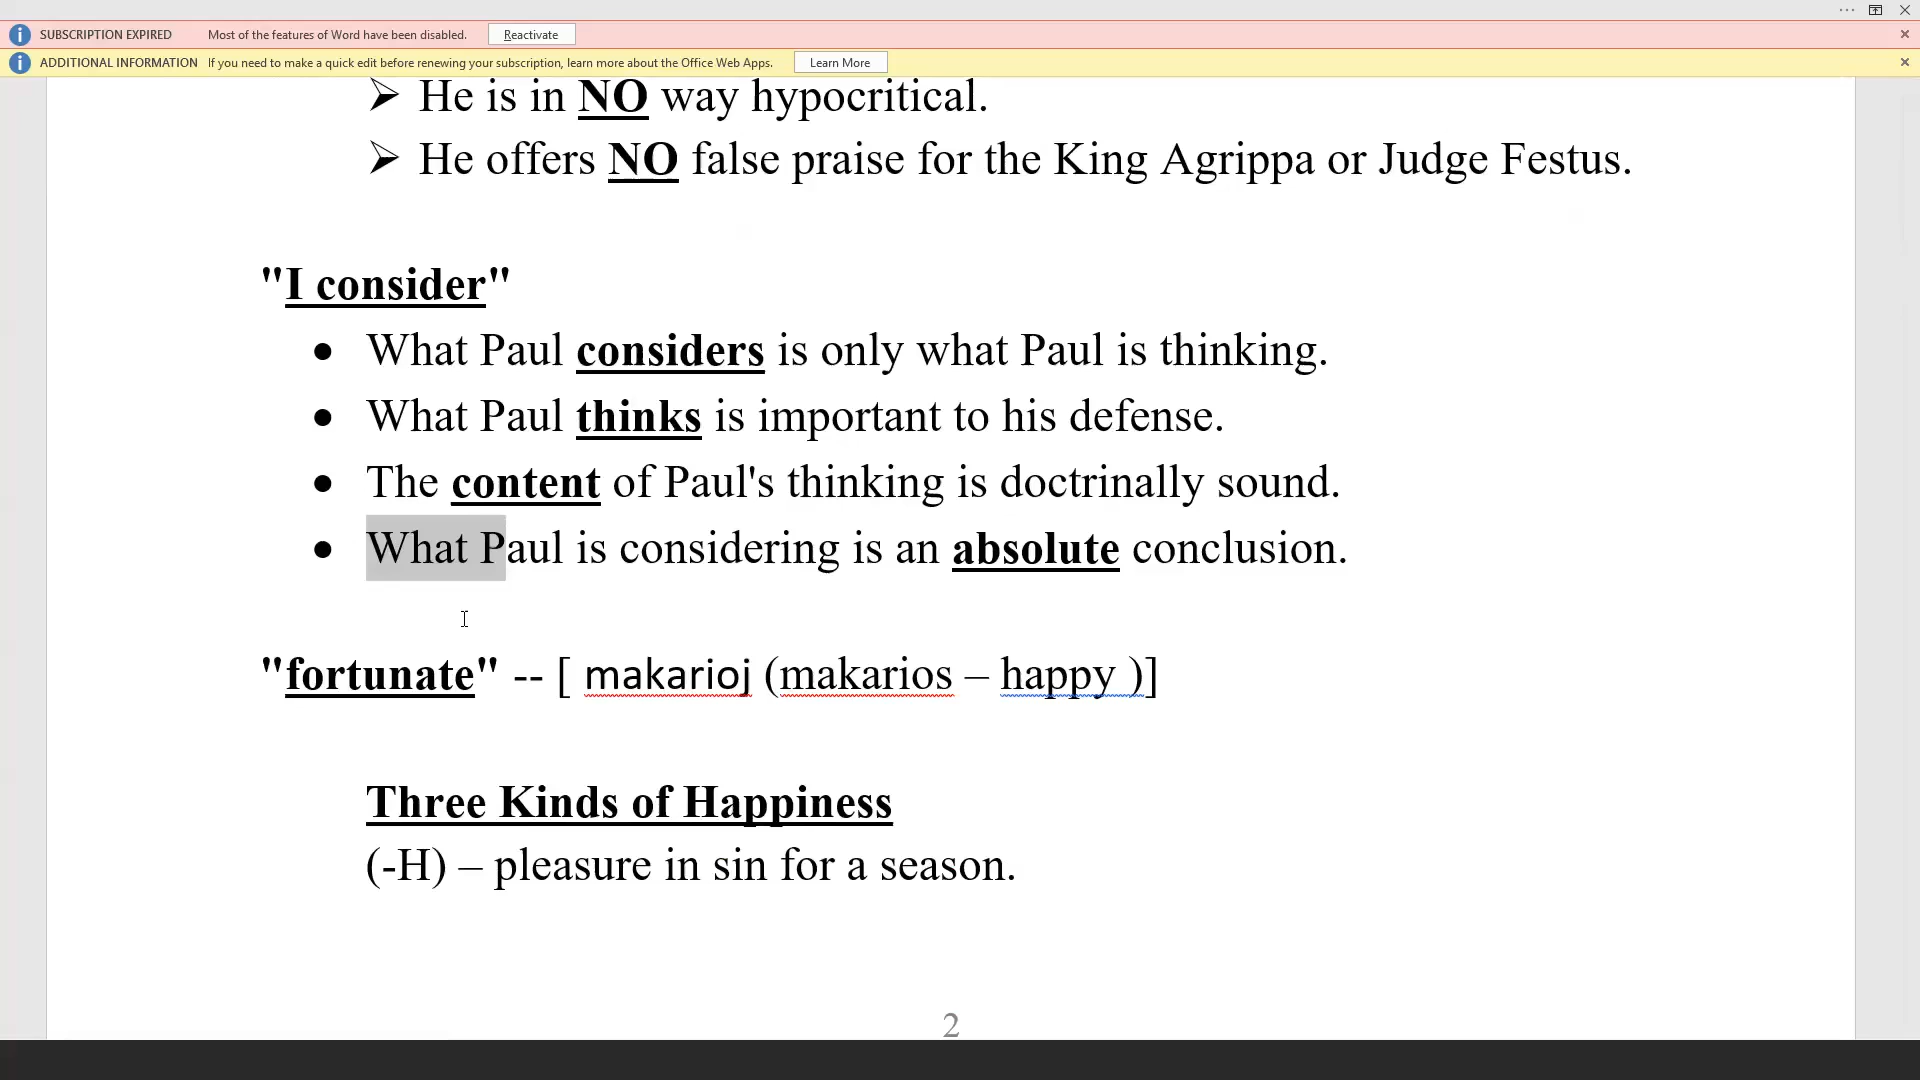 SUBSCRIPTION EXPIRED Most of the features of Word have been disabled. Reactivate
ADDITIONAL INFORMATION If you need to make a quick edit before renewing your subscription, learn more about the Office Web Apps. Learn More
➢ He is in NO way hypocritical.
➢ He offers NO false praise for the King Agrippa or Judge Festus.
"I consider"
• What Paul considers is only what Paul is thinking.
• What Paul thinks is important to his defense.
• The content of Paul's thinking is doctrinally sound.
• What Paul is considering is an absolute conclusion.
"fortunate" -- [ makarioj (makarios – happy )]
Three Kinds of Happiness
(-H) – pleasure in sin for a season.
2